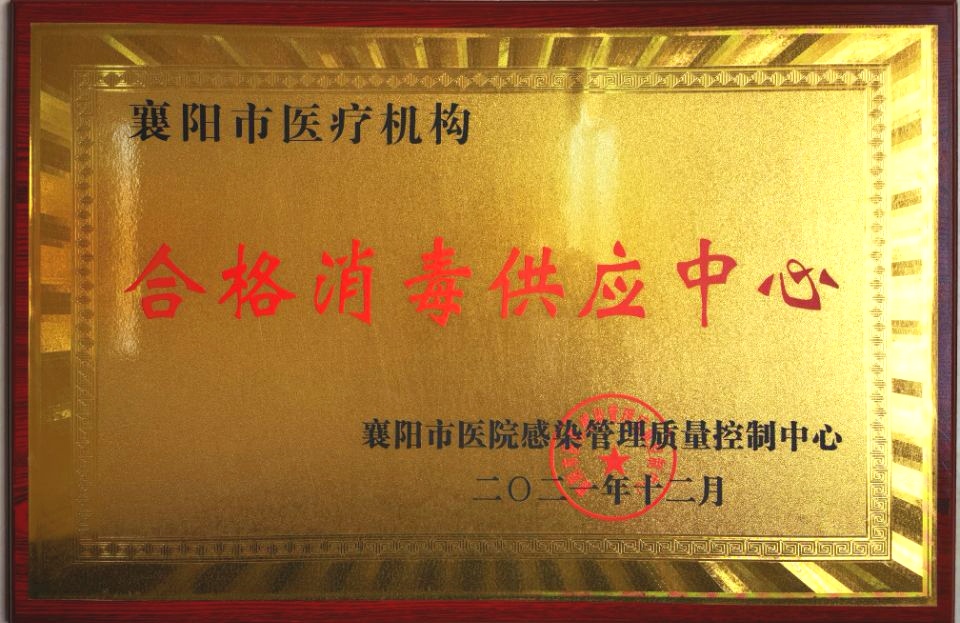 襄阳市医疗机构
合格消毒供应中心
襄阳市医院感染管理质量控制中心
二〇二一年十二月